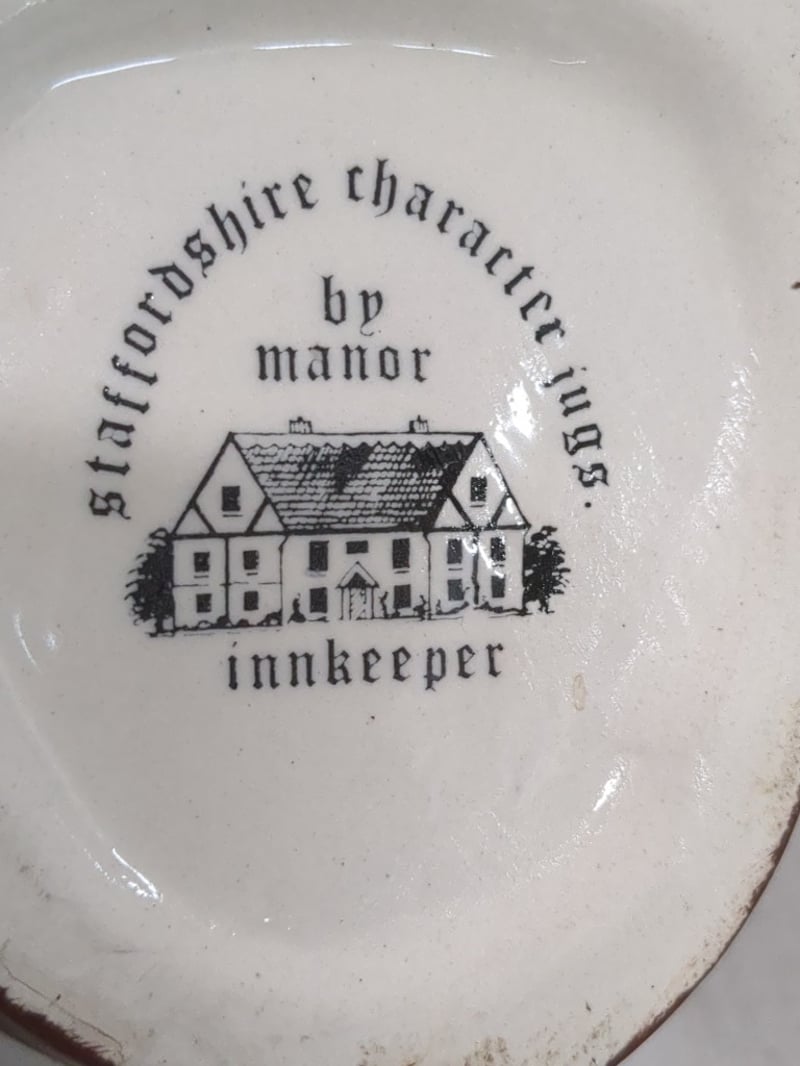 staffordshire character jugs.
by
manor
innkeeper